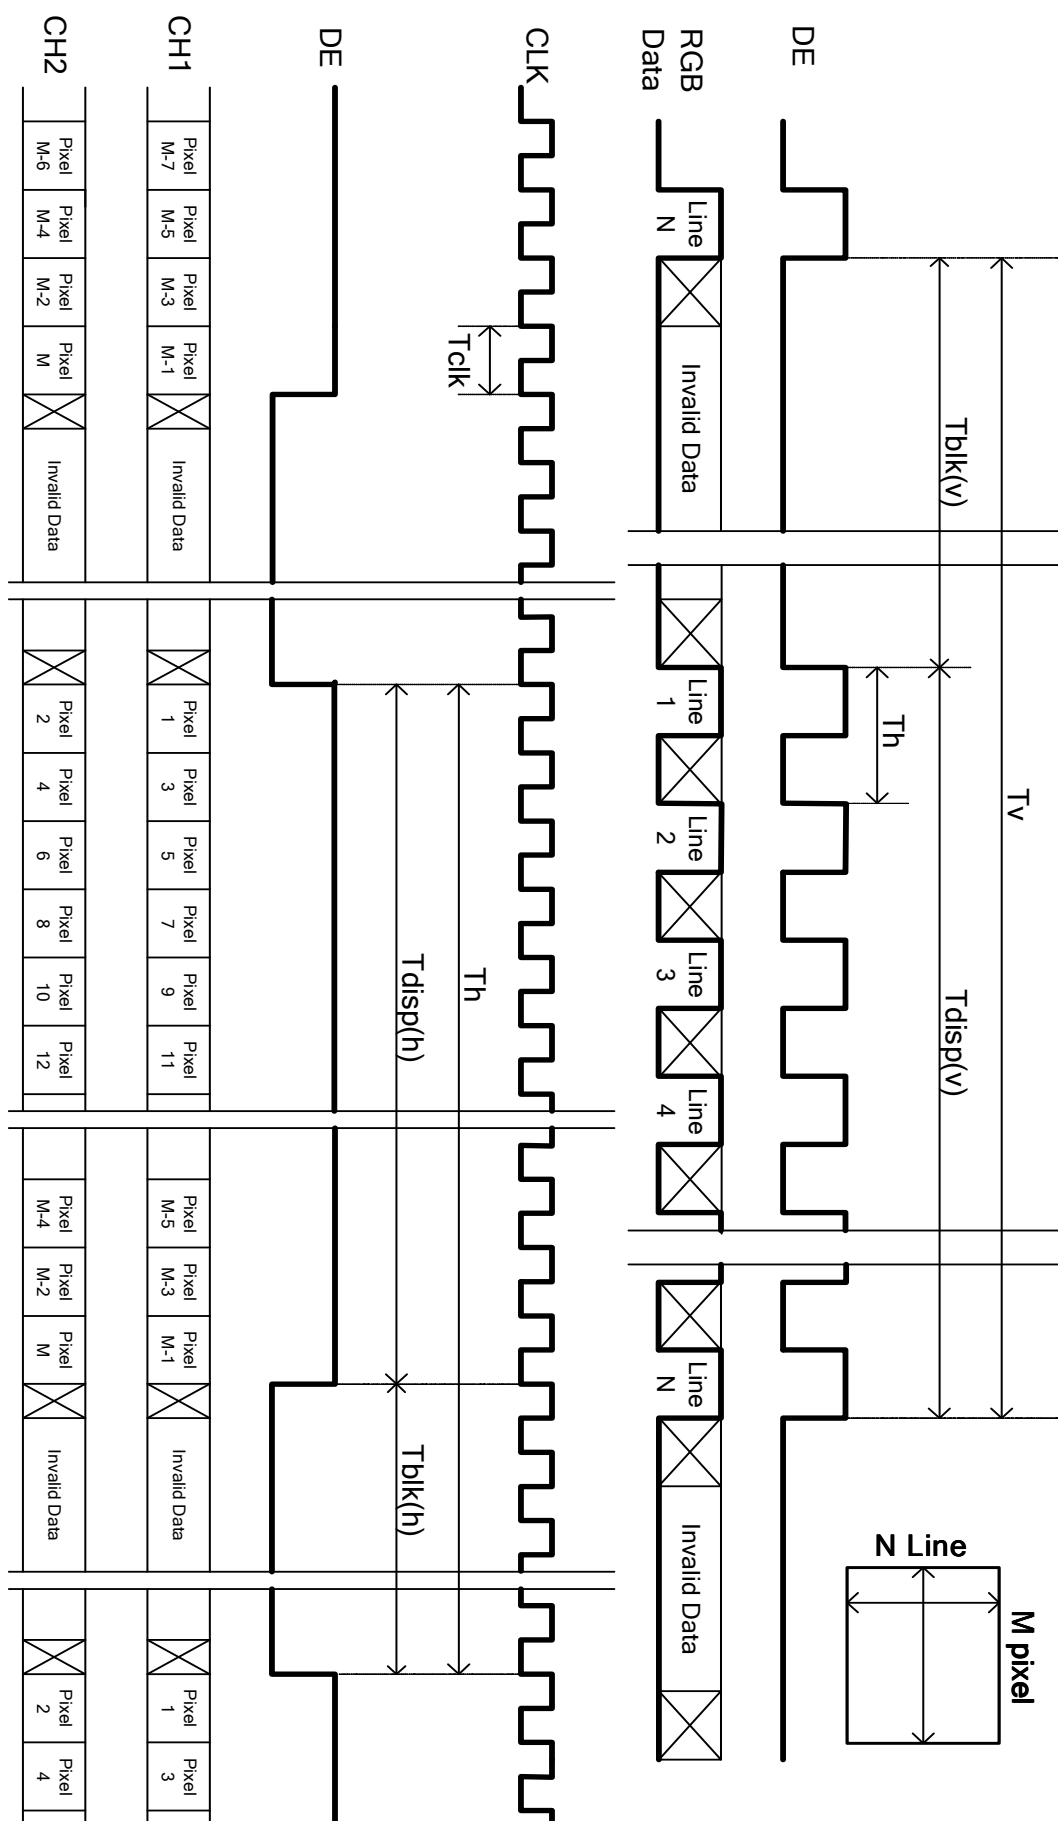 Tv
Tblk(v)
Tdisp(v)
Th
N Line
M pixel
DE
RGB
Data
Line
N
Invalid Data
Line
1
Line
2
Line
3
Line
4
Line
N
Invalid Data
CLK
Tclk
Th
Tdisp(h)
Tblk(h)
DE
CH1
Pixel
M-7
Pixel
M-5
Pixel
M-3
Pixel
M-1
Invalid Data
Pixel
1
Pixel
3
Pixel
5
Pixel
7
Pixel
9
Pixel
11
Pixel
M-5
Pixel
M-3
Pixel
M-1
Invalid Data
Pixel
1
Pixel
3
CH2
Pixel
M-6
Pixel
M-4
Pixel
M-2
Pixel
M
Invalid Data
Pixel
2
Pixel
4
Pixel
6
Pixel
8
Pixel
10
Pixel
12
Pixel
M-4
Pixel
M-2
Pixel
M
Invalid Data
Pixel
2
Pixel
4